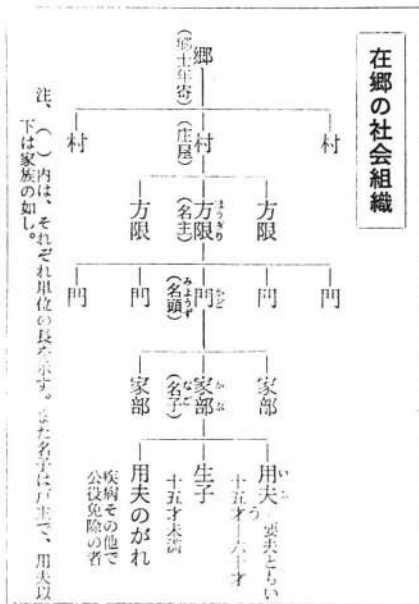 在郷の社会組織
郷
(郷士年寄)
村
村
(庄屋)
村
方限
方限
ほうぎり
(名主)
方限
門
門
門
かど
(名頭)
みようず
門
門
家部
家部
かぶ
(名子)
なご
家部
用夫
いぶ
要夫ともいう
十五才—六十才
生子
十五才未満
用夫のがれ
疾病その他で
公役免除の者
注、( )内は、それぞれ単位の長を示す。また名子は戸主で、用夫以
下は家族の如し。